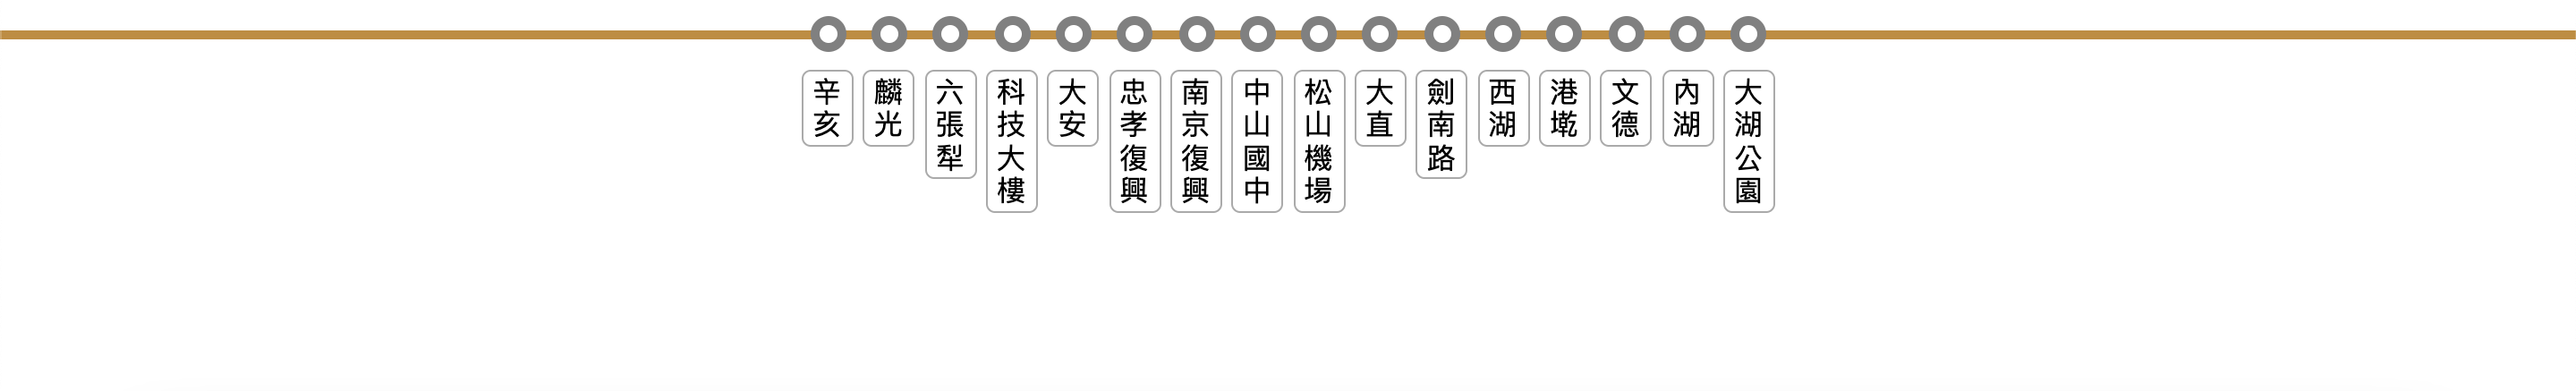 辛亥
麟光
六張犁
科技大樓
大安
忠孝復興
南京復興
中山國中
松山機場
大直
劍南路
西湖
港墘
文德
內湖
大湖公園